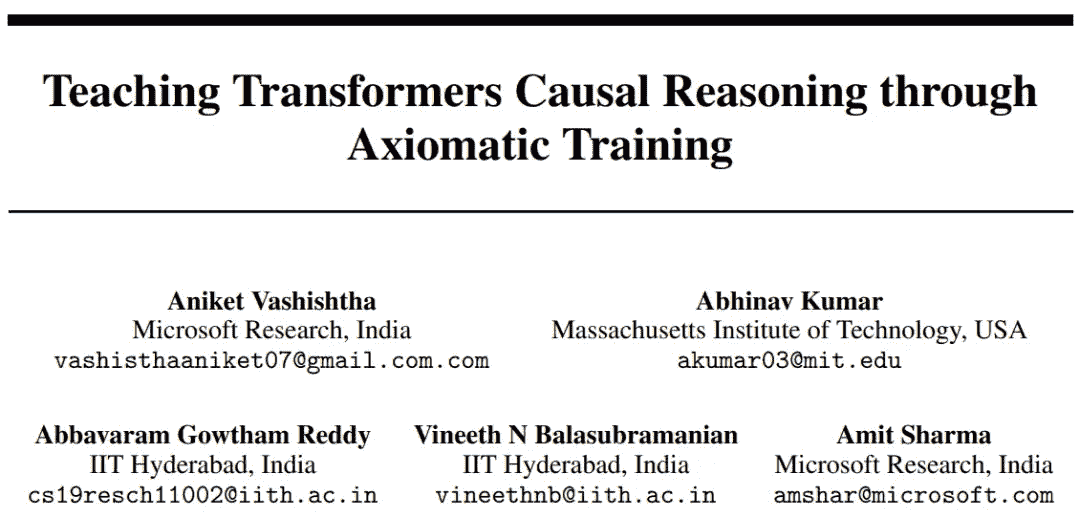 Teaching Transformers Causal Reasoning through
Axiomatic Training
Aniket Vashishtha
Microsoft Research, India
vashisthaaniket07@gmail.com.com
Abhinav Kumar
Massachusetts Institute of Technology, USA
akumar03@mit.edu
Abbavaram Gowtham Reddy
IIT Hyderabad, India
cs19resch11002@iith.ac.in
Vineeth N Balasubramanian
IIT Hyderabad, India
vineethnb@iith.ac.in
Amit Sharma
Microsoft Research, India
amshar@microsoft.com